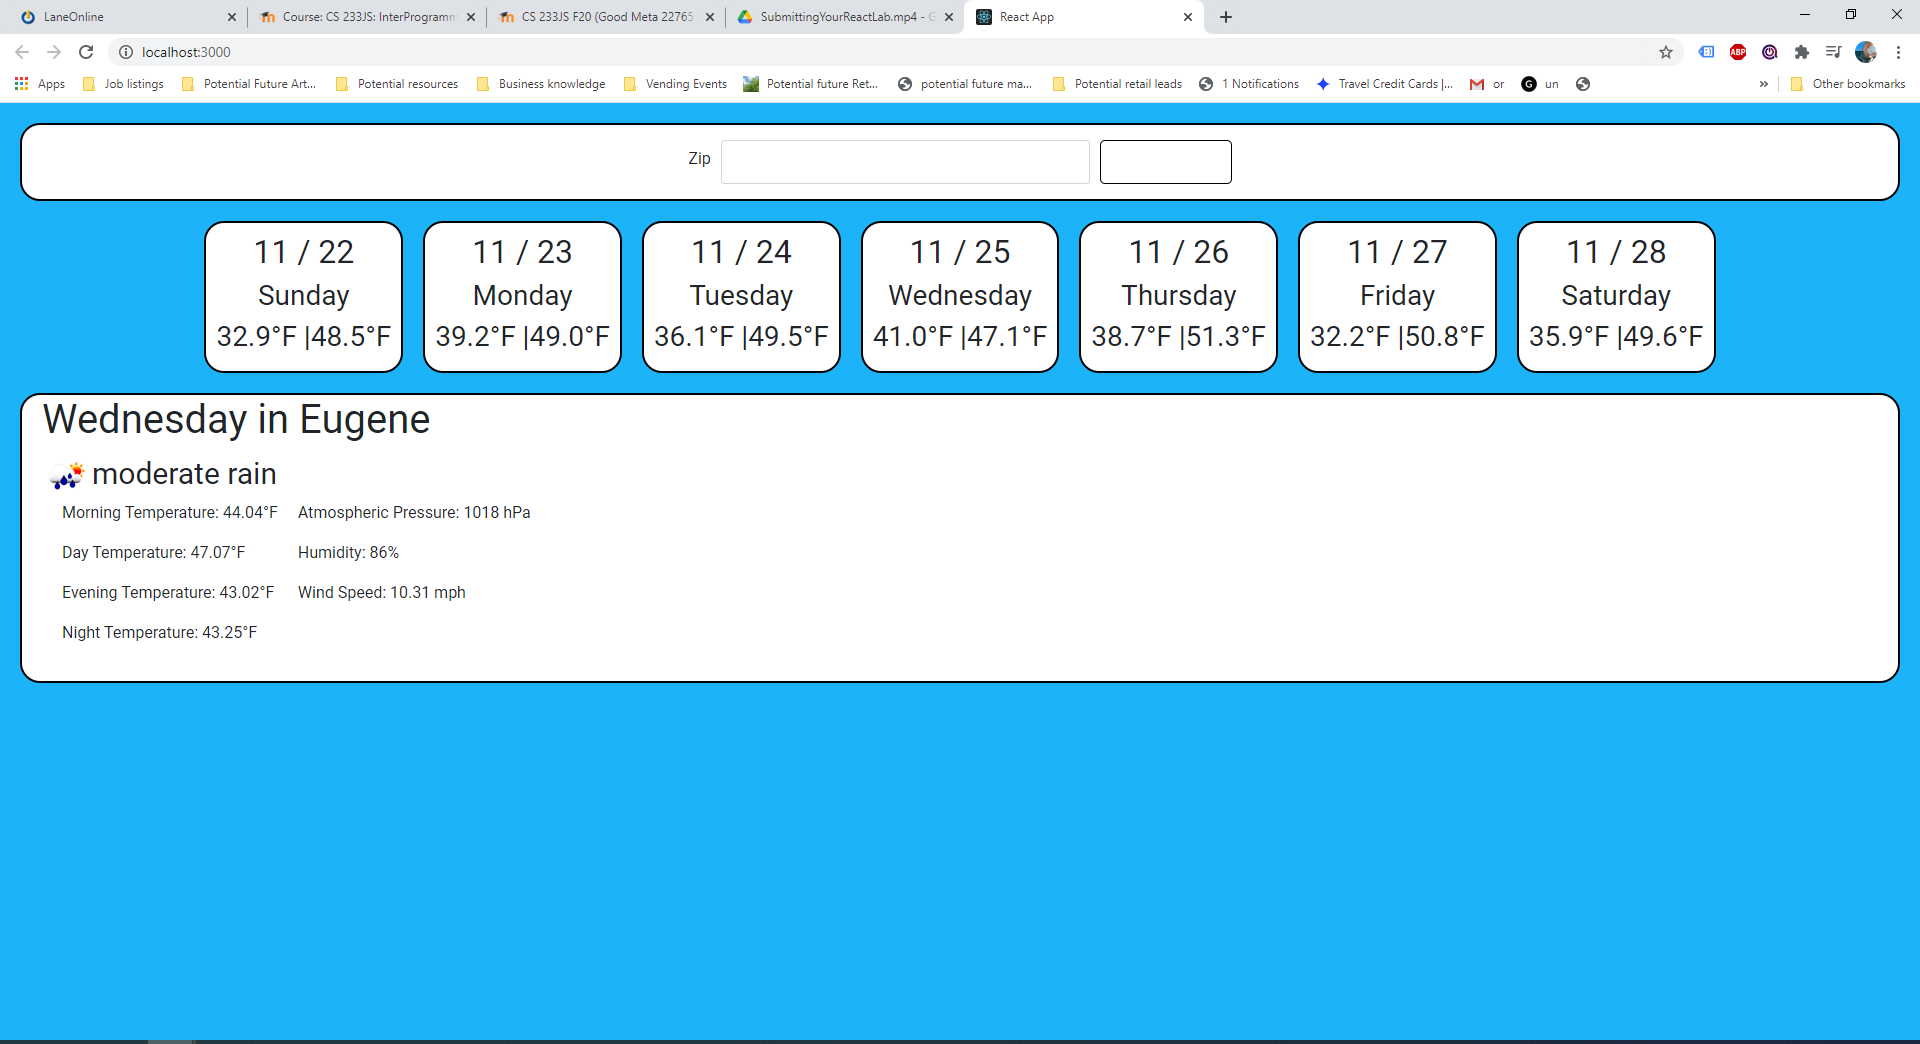 LaneOnline
Course: CS 233JS: InterProgramm
CS 233JS F20 (Good Meta 22765
SubmittingYourReactLab.mp4 - G
React App
localhost:3000
ABP
Apps
Job listings
Potential Future Art...
Potential resources
Business knowledge
Vending Events
Potential future Ret...
potential future ma...
Potential retail leads
1 Notifications
Travel Credit Cards |...
or
G
un
»
Other bookmarks
Zip
11 / 22
Sunday
32.9°F |48.5°F
11 / 23
Monday
39.2°F |49.0°F
11 / 24
Tuesday
36.1°F |49.5°F
11 / 25
Wednesday
41.0°F |47.1°F
11 / 26
Thursday
38.7°F |51.3°F
11 / 27
Friday
32.2°F |50.8°F
11 / 28
Saturday
35.9°F |49.6°F
Wednesday in Eugene
moderate rain
Morning Temperature: 44.04°F
Day Temperature: 47.07°F
Evening Temperature: 43.02°F
Night Temperature: 43.25°F
Atmospheric Pressure: 1018 hPa
Humidity: 86%
Wind Speed: 10.31 mph